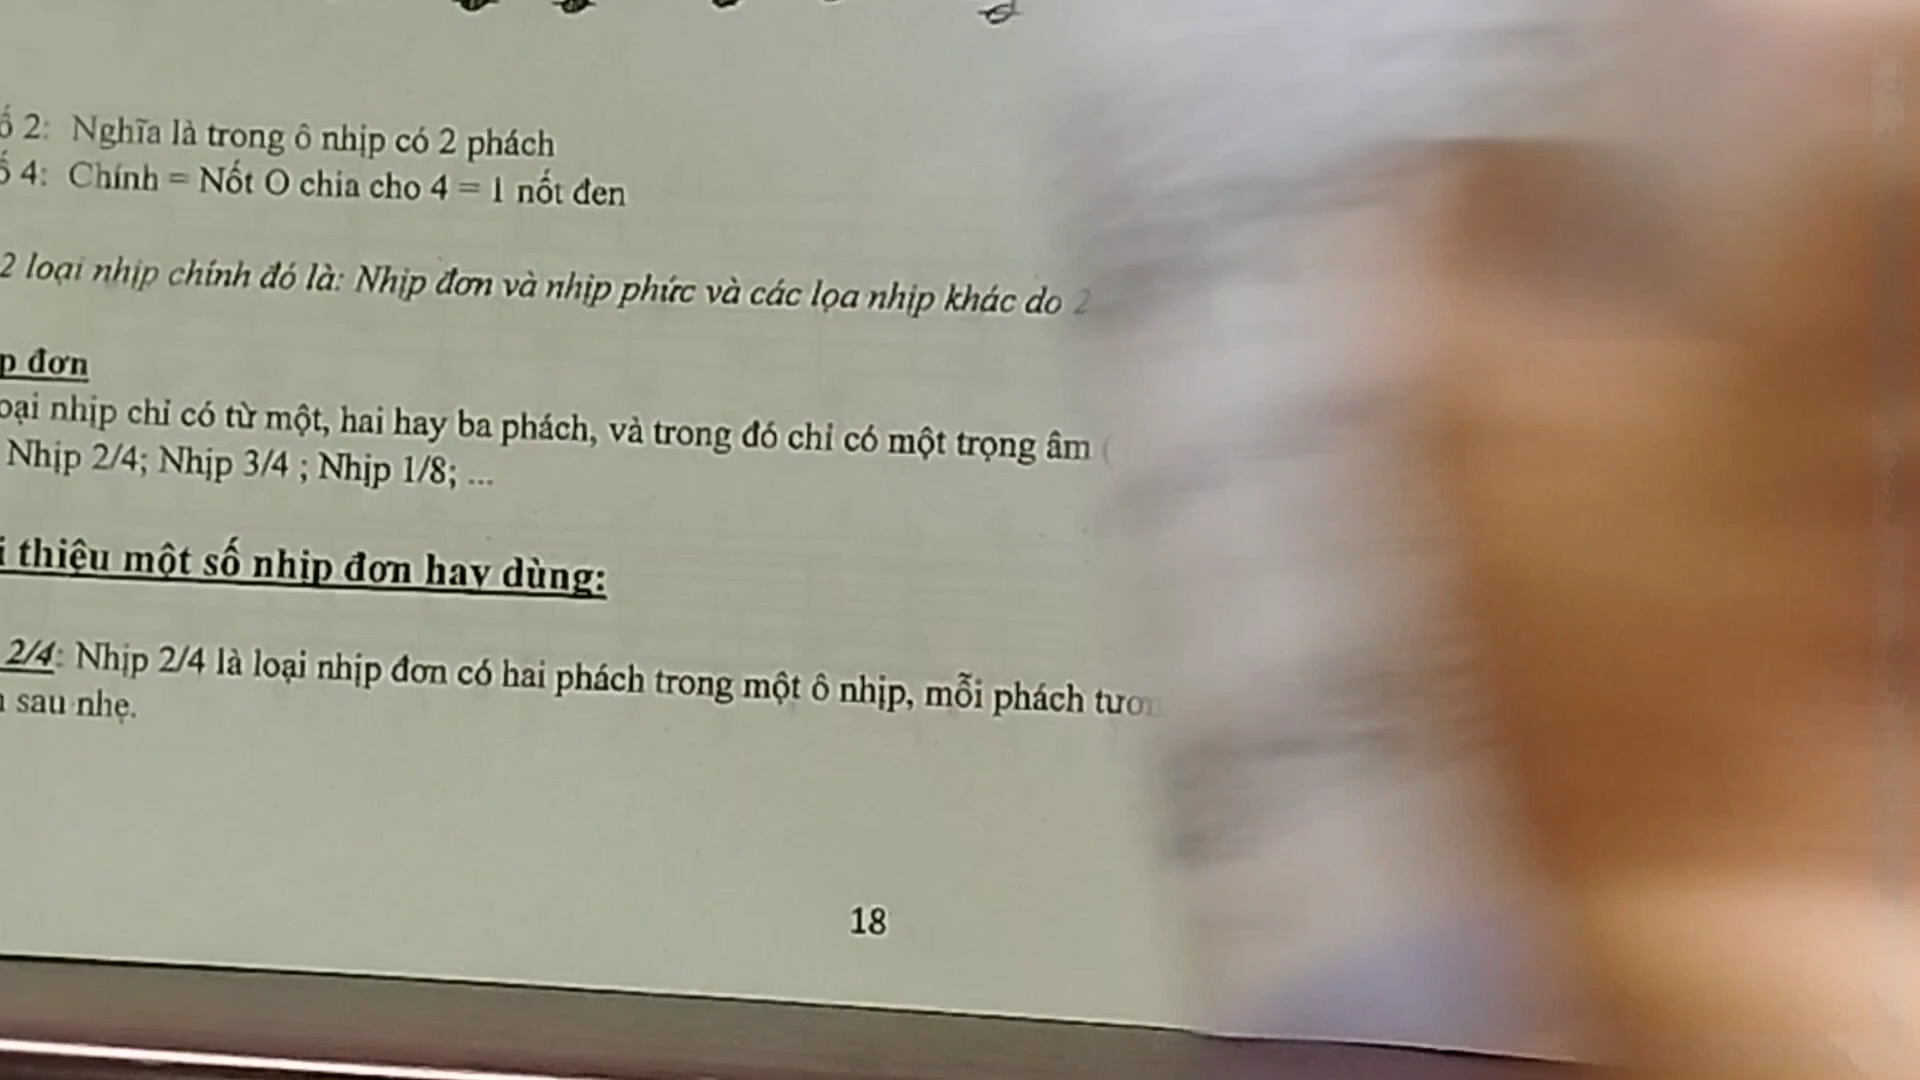 2: Nghĩa là trong ô nhịp có 2 phách
4: Chính = Nốt O chia cho 4 = 1 nốt đen
2 loại nhịp chính đó là: Nhịp đơn và nhịp phức và các lọa nhịp khác do 2
đơn
nhịp chỉ có từ một, hai hay ba phách, và trong đó chỉ có một trọng âm (
Nhịp 2/4; Nhịp 3/4 ; Nhịp 1/8; ...
thiệu một số nhịp đơn hay dùng:
2/4: Nhịp 2/4 là loại nhịp đơn có hai phách trong một ô nhịp, mỗi phách
sau nhẹ.
18